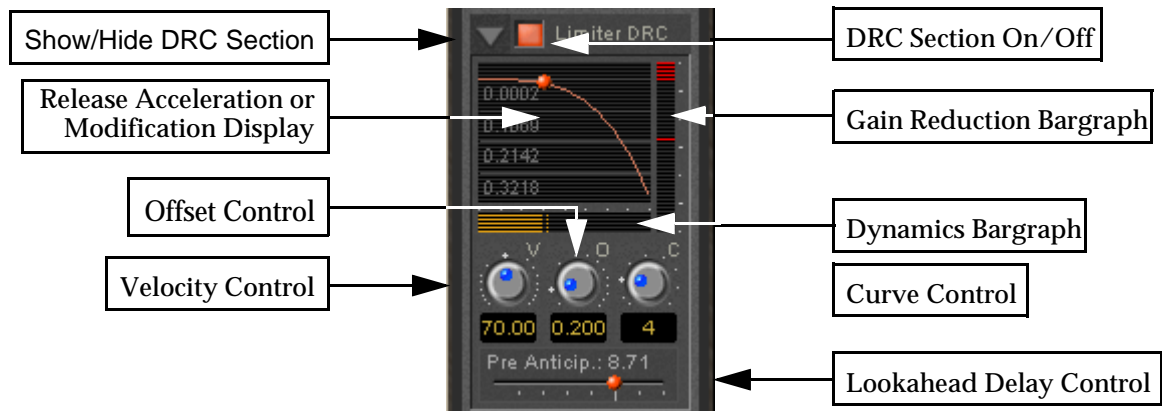 Show/Hide DRC Section
Limiter DRC
DRC Section On/Off
Release Acceleration or
Modification Display
0.0002
0.2142
0.3218
Gain Reduction Bargraph
Offset Control
Dynamics Bargraph
V
O
C
Velocity Control
Curve Control
70.00
0.200
4
Pre Anticip.: 8.71
Lookahead Delay Control